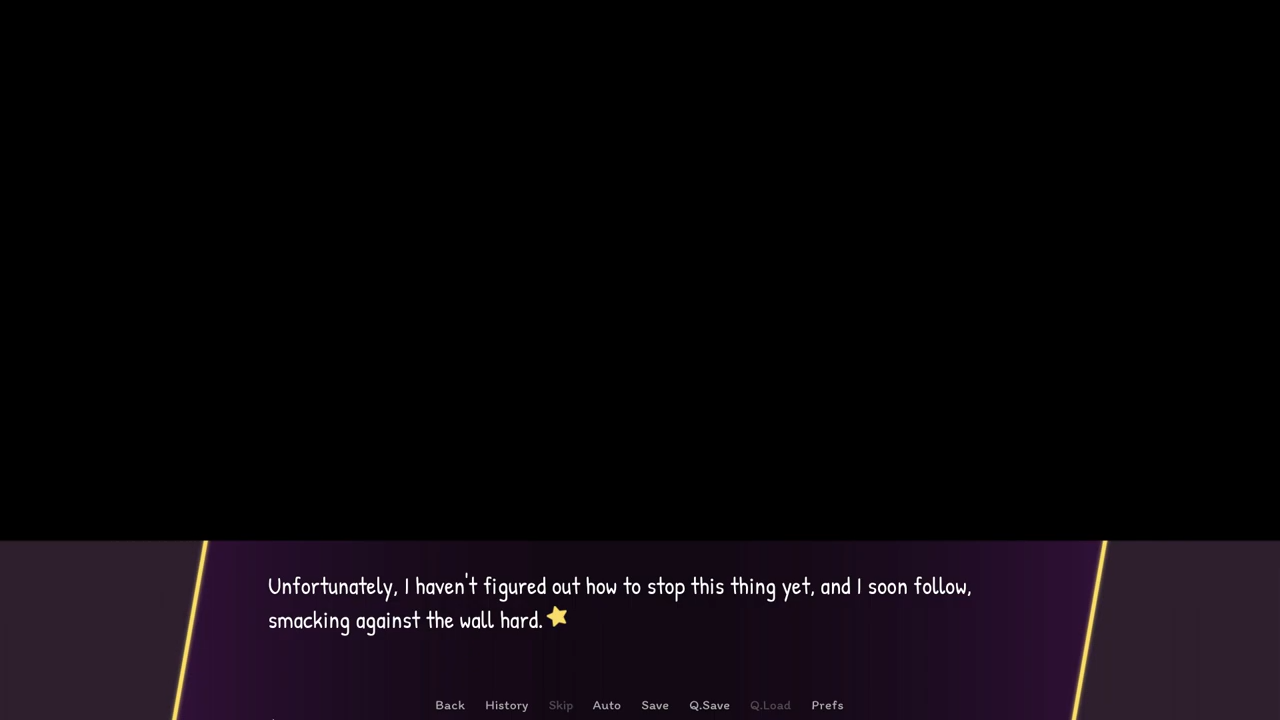 Unfortunately, I haven't figured out how to stop this thing yet, and I soon follow,
smacking against the wall hard.
Back History Skip Auto Save Q.Save Q.Load Prefs